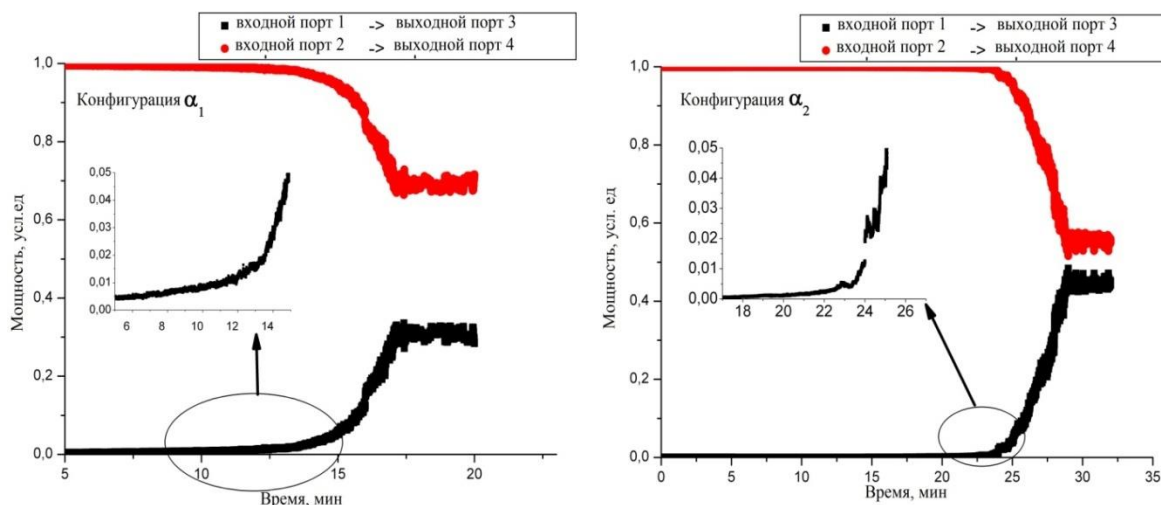 входной порт 1 -> выходной порт 3
входной порт 2 -> выходной порт 4
Конфигурация α1
Мощность, усл.ед
1,0
0,8
0,6
0,4
0,2
0,0
5
10
15
20
Время, мин
0,05
0,04
0,03
0,02
0,01
0,00
6 8 10 12 14
входной порт 1 -> выходной порт 3
входной порт 2 -> выходной порт 4
Конфигурация α2
Мощность, усл. ед
1,0
0,8
0,6
0,4
0,2
0,0
0 5 10 15 20 25 30 35
Время, мин
0,05
0,04
0,03
0,02
0,01
0,00
18 20 22 24 26